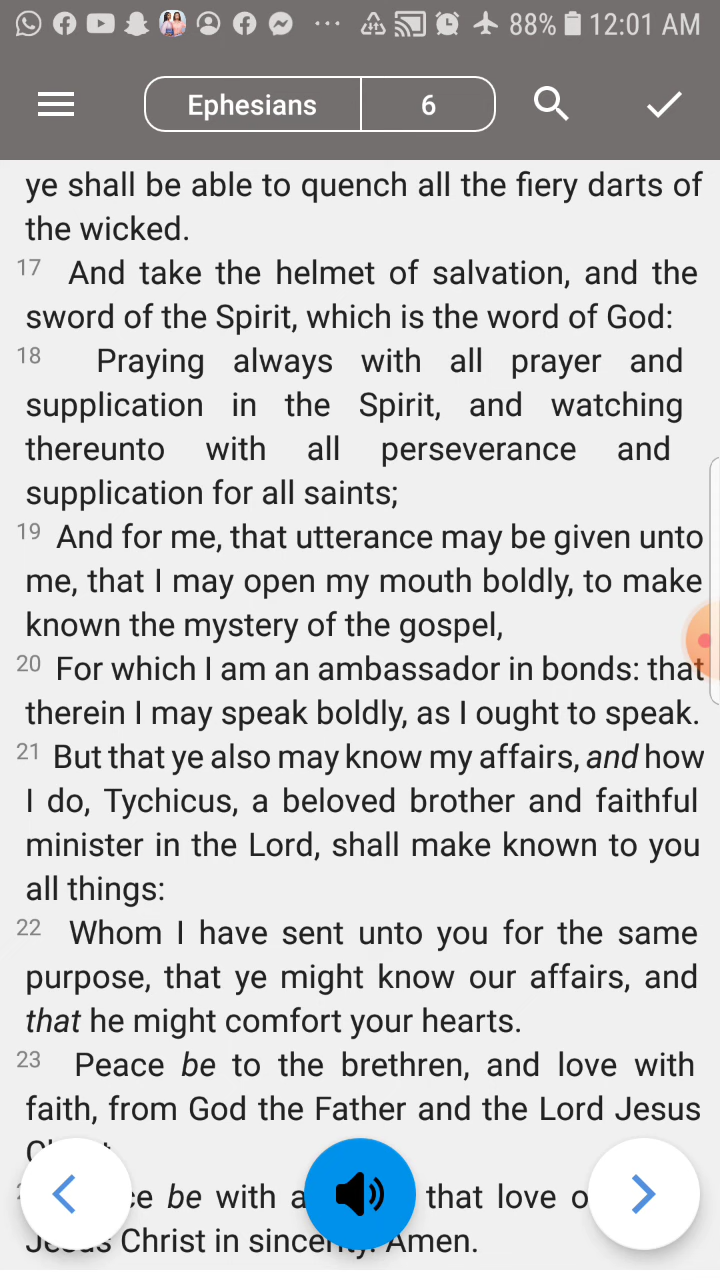 88% 12:01 AM
Ephesians 6
ye shall be able to quench all the fiery darts of
the wicked.
17 And take the helmet of salvation, and the
sword of the Spirit, which is the word of God:
18 Praying always with all prayer and
supplication in the Spirit, and watching
thereunto with all perseverance and
supplication for all saints;
19 And for me, that utterance may be given unto
me, that I may open my mouth boldly, to make
known the mystery of the gospel,
20 For which I am an ambassador in bonds: that
therein I may speak boldly, as I ought to speak.
21 But that ye also may know my affairs, and how
I do, Tychicus, a beloved brother and faithful
minister in the Lord, shall make known to you
all things:
22 Whom I have sent unto you for the same
purpose, that ye might know our affairs, and
that he might comfort your hearts.
23 Peace be to the brethren, and love with
faith, from God the Father and the Lord Jesus
be with that love
Christ in sincerity. Amen.